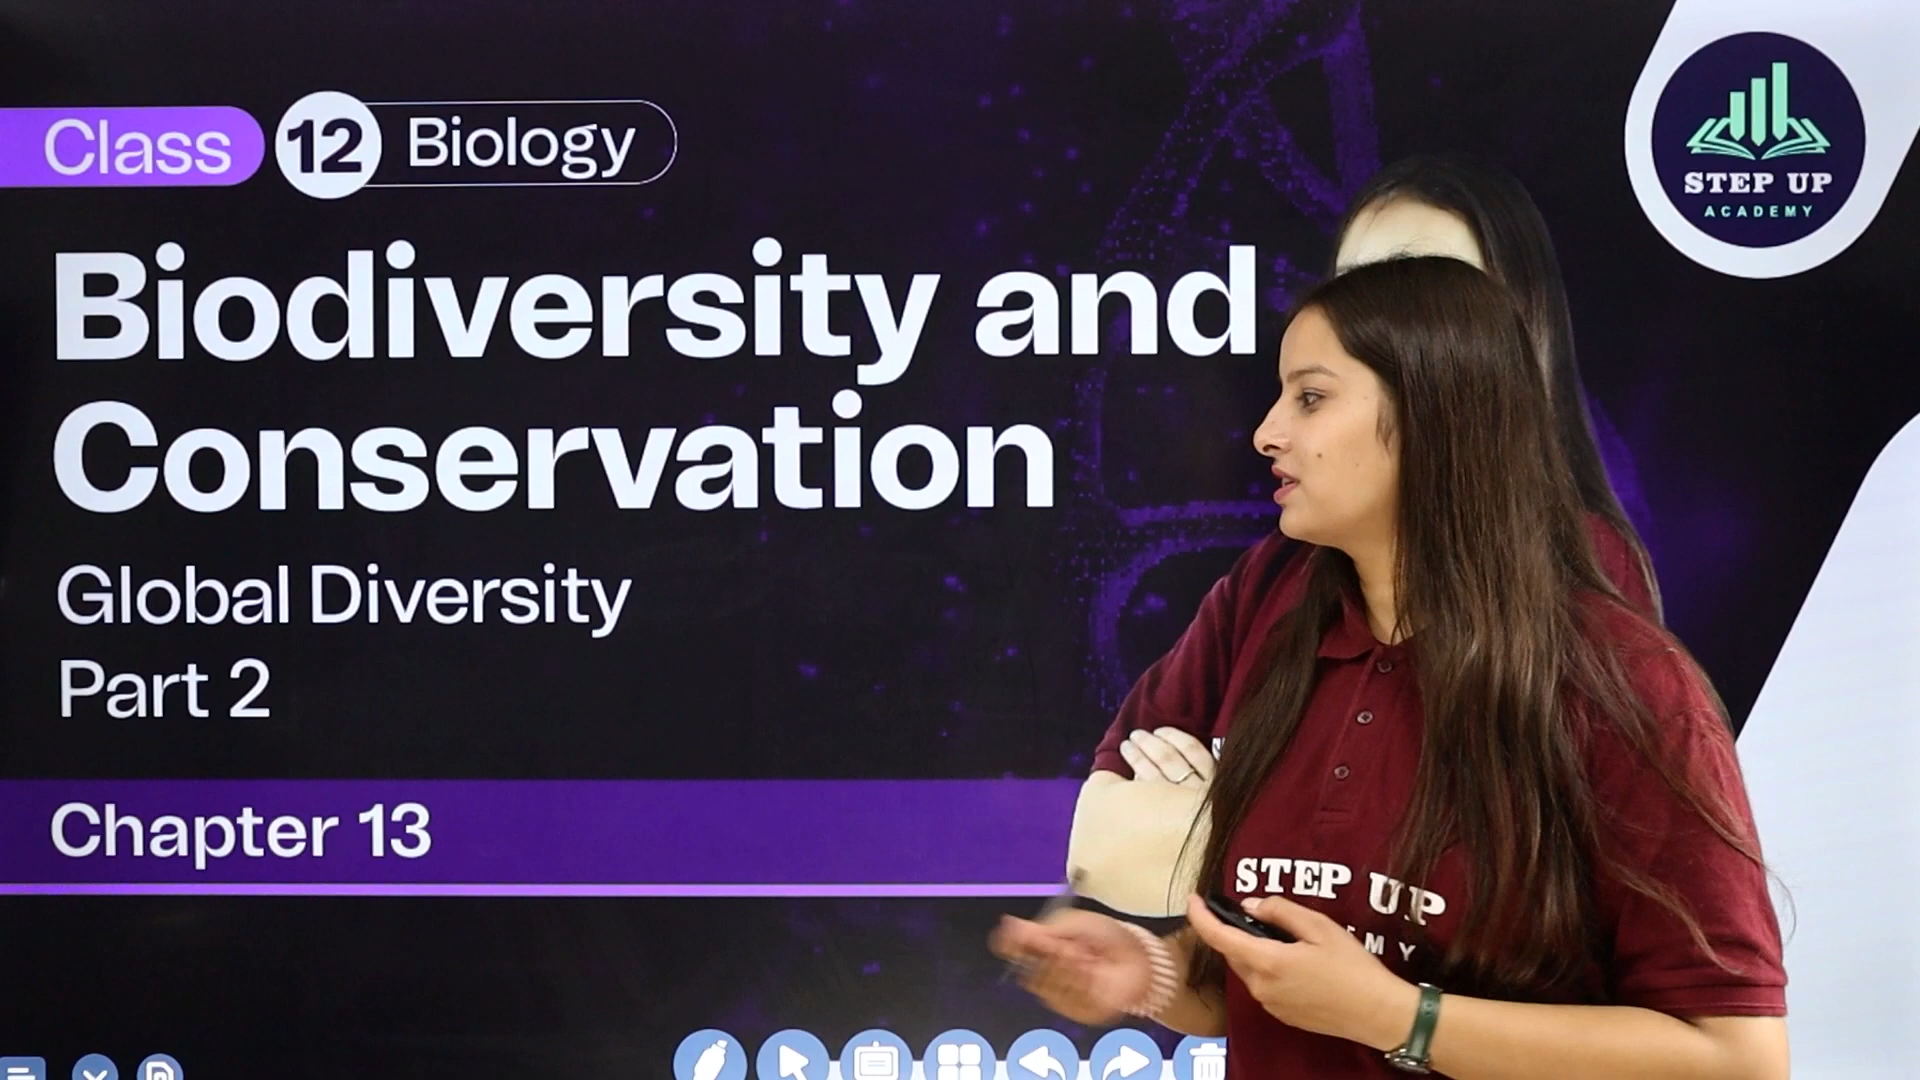 Class 12 Biology
Biodiversity and
Conservation
Global Diversity
Part 2
Chapter 13
STEP UP
ACADEMY
STEP UP